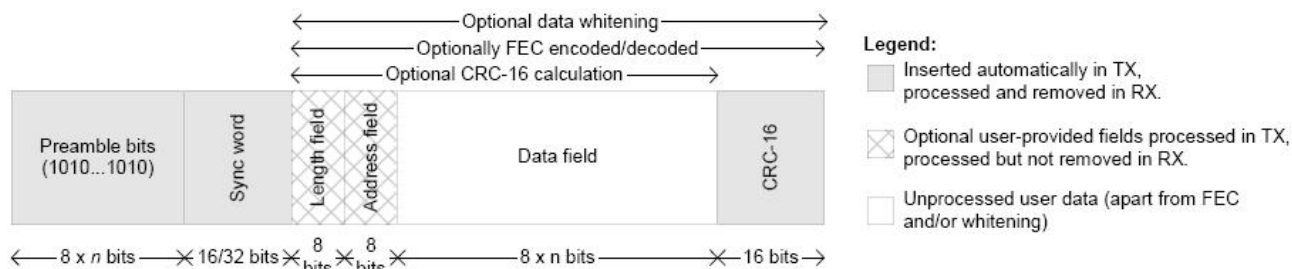 Optional data whitening
Optionally FEC encoded/decoded
Optional CRC-16 calculation
Preamble bits
(1010...1010)
Sync word
Length field
Address field
Data field
CRC-16
8 x n bits
16/32 bits
8
bits
8
bits
8 x n bits
16 bits
Legend:
Inserted automatically in TX,
processed and removed in RX.
Optional user-provided fields processed in TX,
processed but not removed in RX.
Unprocessed user data (apart from FEC
and/or whitening)